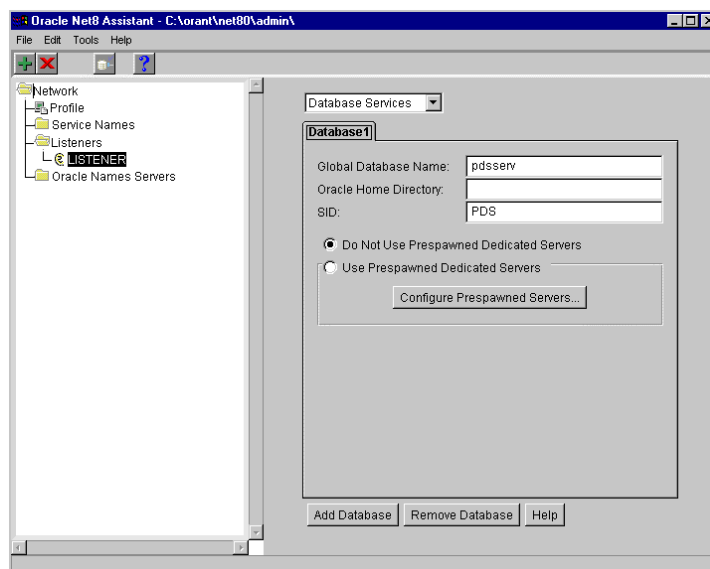 Oracle Net8 Assistant - C:\orant\net80\admin\
File Edit Tools Help
Network
Profile
Service Names
Listeners
LISTENER
Oracle Names Servers
Database Services
Database1
Global Database Name: pdsserv
Oracle Home Directory:
SID: PDS
Do Not Use Prespawned Dedicated Servers
Use Prespawned Dedicated Servers
Configure Prespawned Servers...
Add Database Remove Database Help